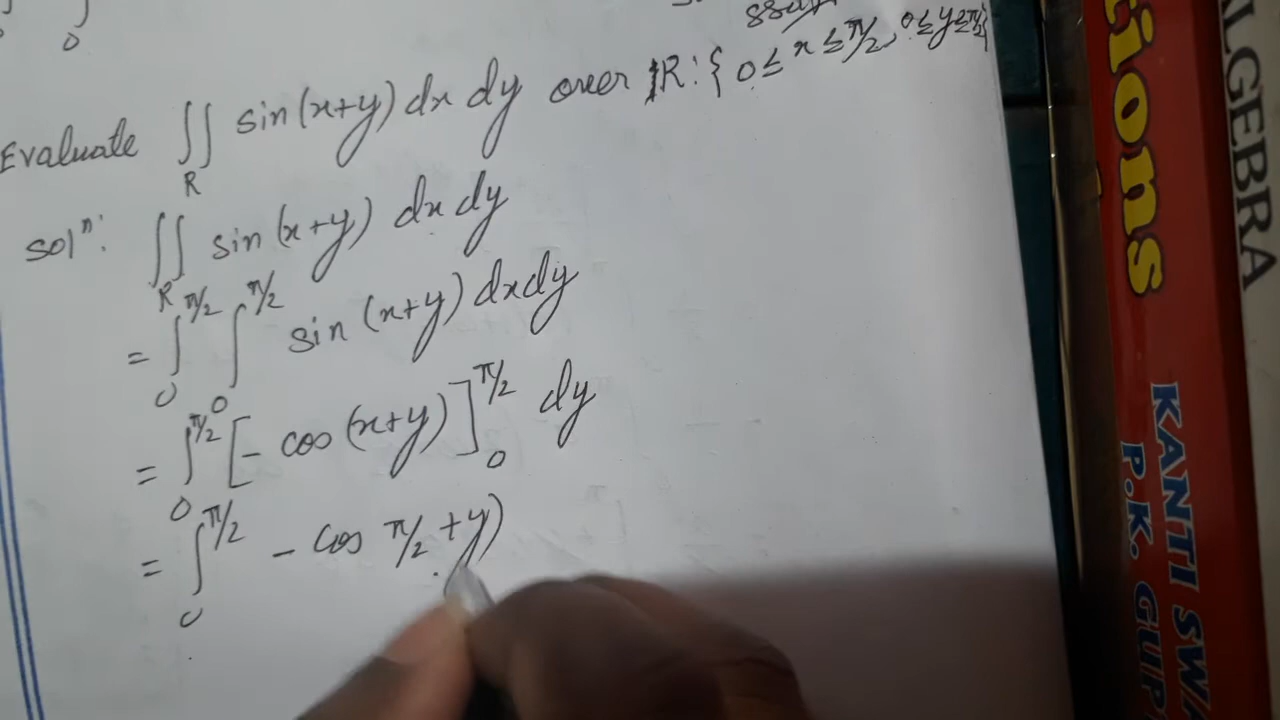 Evaluate ∬_R sin(x+y) dx dy over R: { 0 ≤ x ≤ π/2, 0 ≤ y ≤ π/2 }
Solⁿ: ∬_R sin(x+y) dx dy
= ∫_0^{π/2} ∫_0^{π/2} sin(x+y) dx dy
= ∫_0^{π/2} [- cos(x+y)]_0^{π/2} dy
= ∫_0^{π/2} - cos π/2 + y)
tions
KANTI SWA
P.K. GUP
ALGEBRA